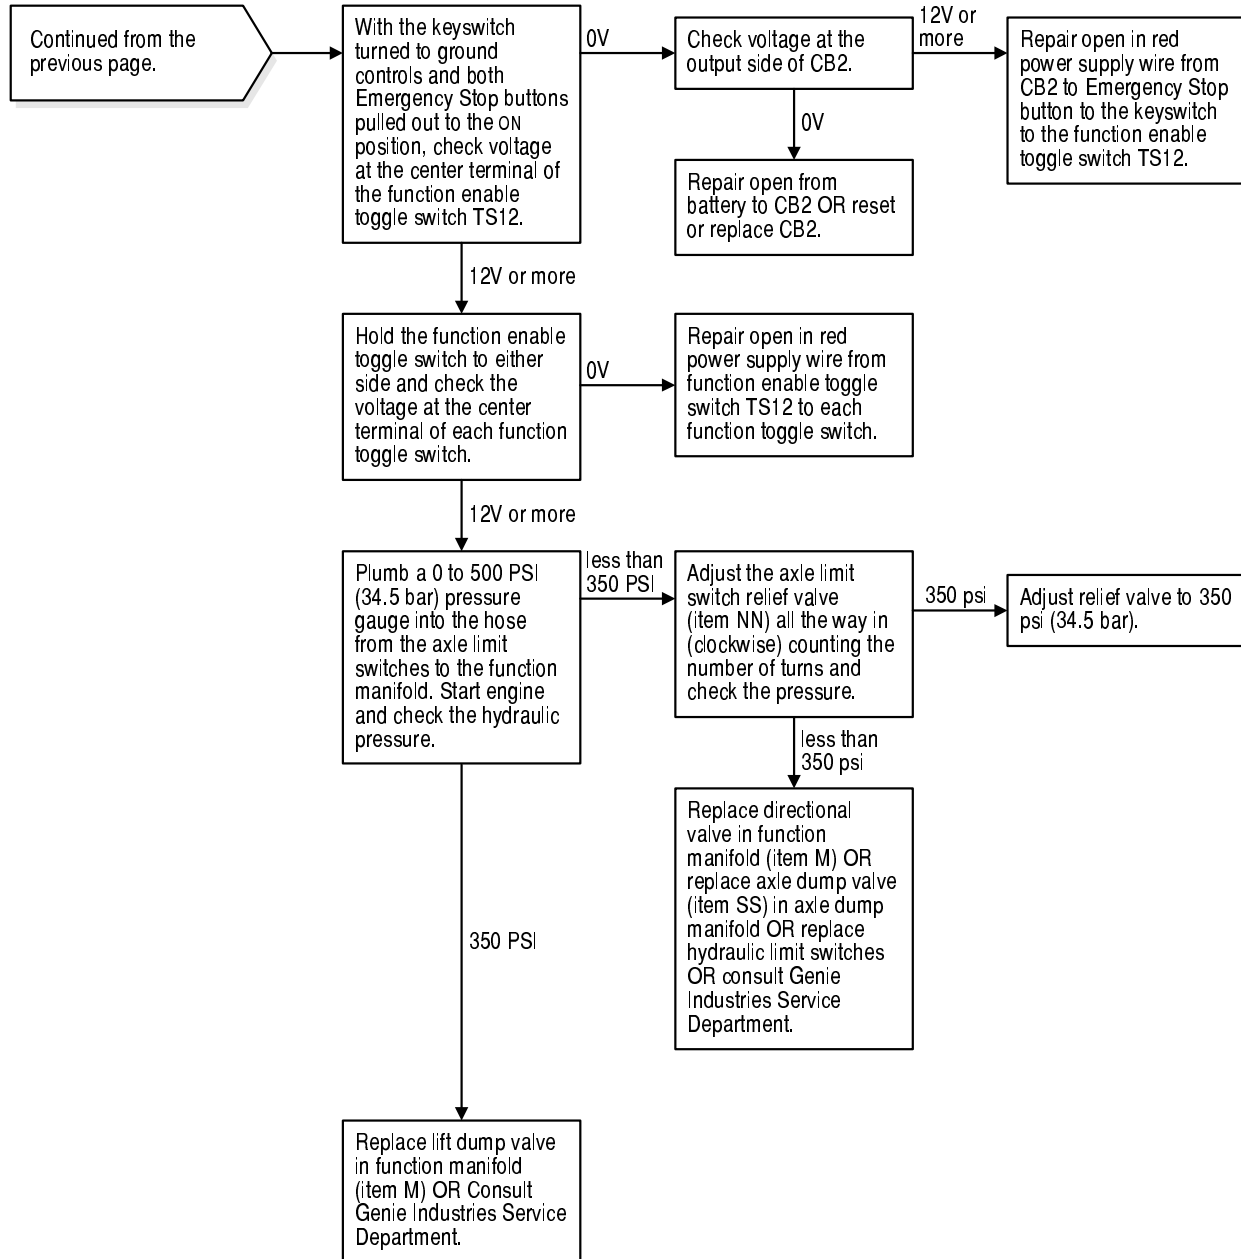 Continued from the
previous page.
With the keyswitch
turned to ground
controls and both
Emergency Stop buttons
pulled out to the ON
position, check voltage
at the center terminal of
the function enable
toggle switch TS12.
0V
Check voltage at the
output side of CB2.
12V or
more
Repair open in red
power supply wire from
CB2 to Emergency Stop
button to the keyswitch
to the function enable
toggle switch TS12.
0V
Repair open from
battery to CB2 OR reset
or replace CB2.
12V or more
Hold the function enable
toggle switch to either
side and check the
voltage at the center
terminal of each function
toggle switch.
0V
Repair open in red
power supply wire from
function enable toggle
switch TS12 to each
function toggle switch.
12V or more
Plumb a 0 to 500 PSI
(34.5 bar) pressure
gauge into the hose
from the axle limit
switches to the function
manifold. Start engine
and check the hydraulic
pressure.
less than
350 PSI
Adjust the axle limit
switch relief valve
(item NN) all the way in
(clockwise) counting the
number of turns and
check the pressure.
350 psi
Adjust relief valve to 350
psi (34.5 bar).
less than
350 psi
Replace directional
valve in function
manifold (item M) OR
replace axle dump valve
(item SS) in axle dump
manifold OR replace
hydraulic limit switches
OR consult Genie
Industries Service
Department.
350 PSI
Replace lift dump valve
in function manifold
(item M) OR Consult
Genie Industries Service
Department.